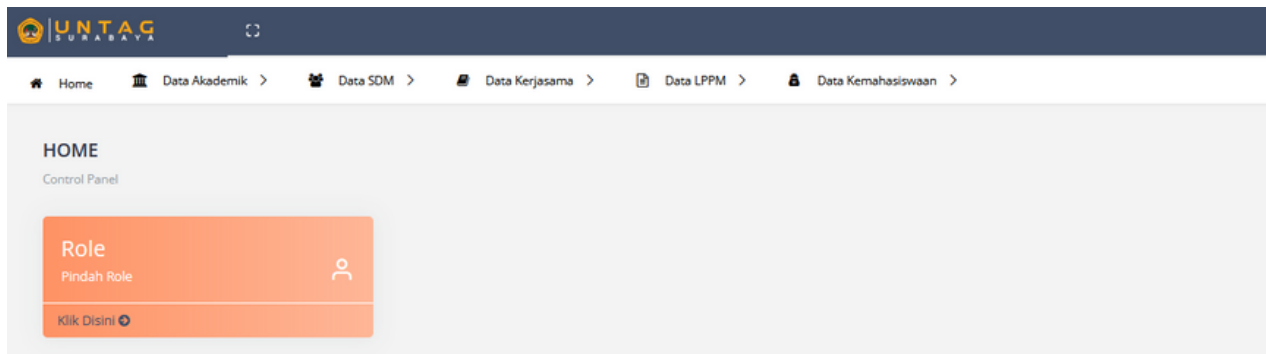 UNTAG
SURABAYA
Home Data Akademik > Data SDM > Data Kerjasama > Data LPPM > Data Kemahasiswaan >
HOME
Control Panel
Role
Pindah Role
Klik Disini